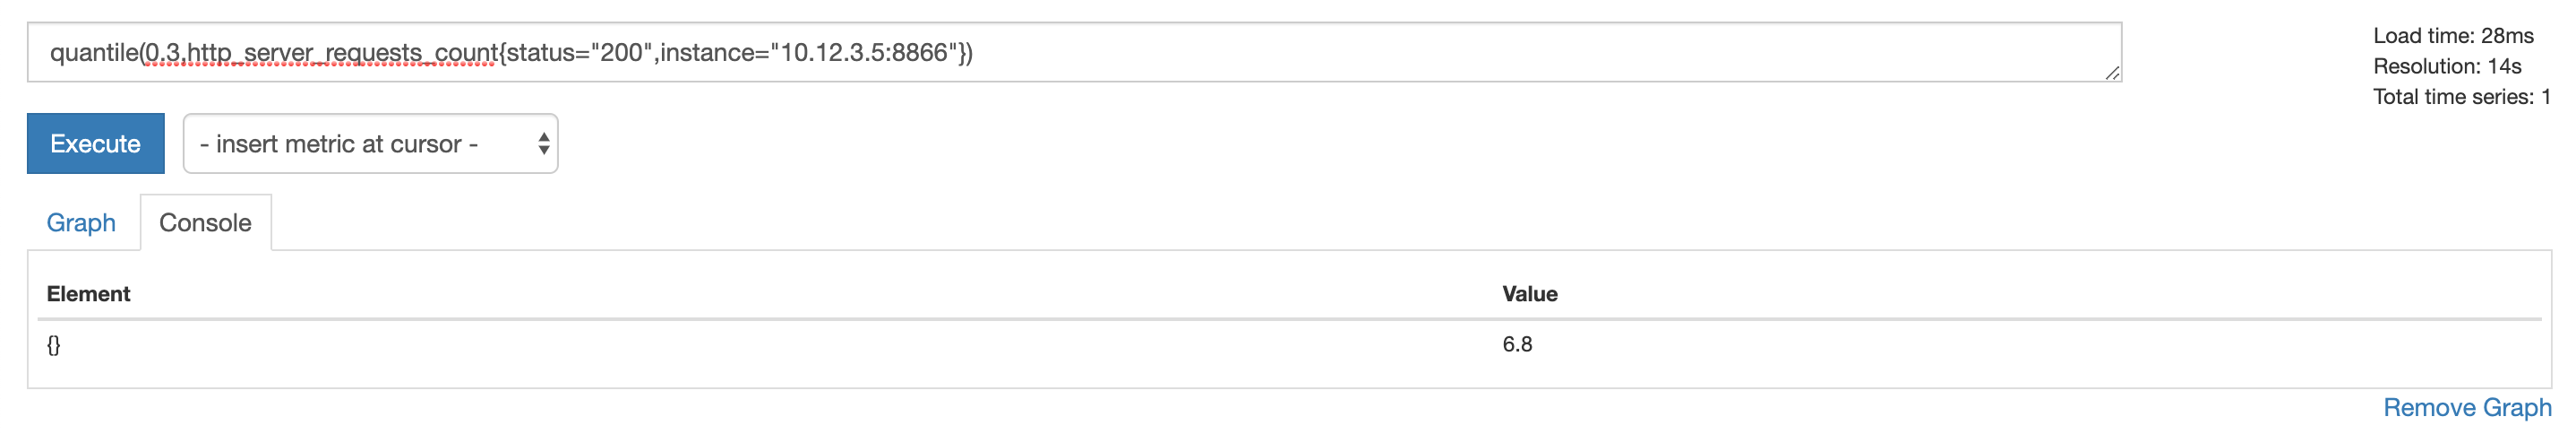 quantile(0.3,http_server_requests_count{status="200",instance="10.12.3.5:8866"})
Load time: 28ms
Resolution: 14s
Total time series: 1
Execute
- insert metric at cursor -
Graph
Console
Element
Value
{}
6.8
Remove Graph